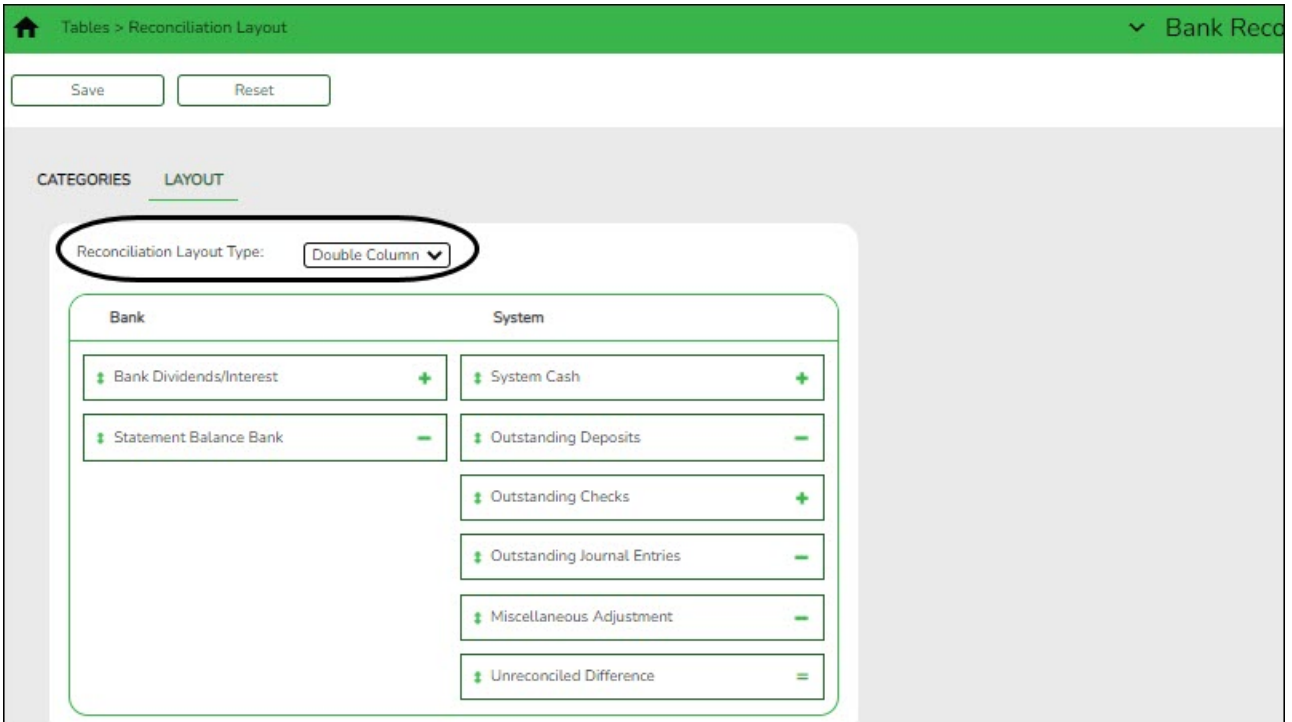 Tables > Reconciliation Layout
Bank Reco
Save Reset
CATEGORIES LAYOUT
Reconciliation Layout Type: Double Column
Bank System
Bank Dividends/Interest + System Cash +
Statement Balance Bank − Outstanding Deposits −
Outstanding Checks +
Outstanding Journal Entries −
Miscellaneous Adjustment −
Unreconciled Difference =